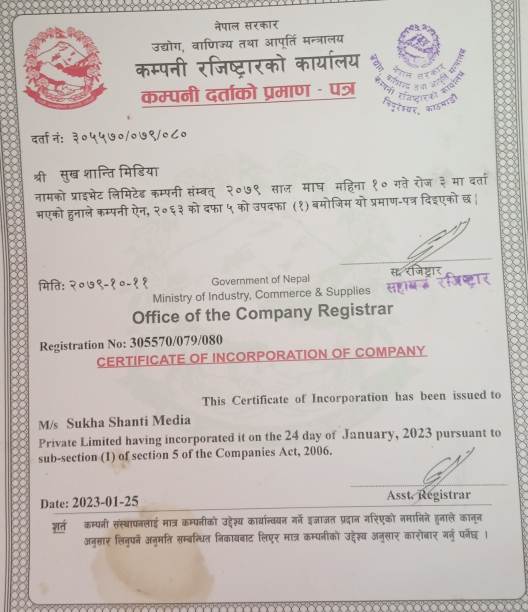 नेपाल सरकार
उद्योग, वाणिज्य तथा आपूर्ति मन्त्रालय
कम्पनी रजिष्ट्रारको कार्यालय
कम्पनी दर्ताको प्रमाण - पत्र
दर्ता नं: ३०५५७०/०७९/०८०
श्री सुख शान्ति मिडिया
नामको प्राइभेट लिमिटेड कम्पनी संम्वत् २०७९ साल माघ महिना १० गते रोज ३ मा दर्ता
भएको हुनाले कम्पनी ऐन, २०६३ को दफा ५ को उपदफा (१) बमोजिम यो प्रमाण-पत्र दिइएको छ|
स. रजिष्ट्रार
सहायक रजिष्ट्रार
मिति: २०७९-१०-११
Government of Nepal
Ministry of Industry, Commerce & Supplies
Office of the Company Registrar
Registration No: 305570/079/080
CERTIFICATE OF INCORPORATION OF COMPANY
This Certificate of Incorporation has been issued to
M/s Sukha Shanti Media
Private Limited having incorporated it on the 24 day of January, 2023 pursuant to
sub-section (1) of section 5 of the Companies Act, 2006.
Asst. Registrar
Date: 2023-01-25
शर्त कम्पनी संस्थापनलाई मात्र कम्पनीको उद्देश्य कार्यान्वयन गर्ने इजाजत प्रदान गरिएको नमानिने हुनाले कानून
अनुसार लिनुपर्ने अनुमति सम्बन्धित निकायबाट लिएर मात्र कम्पनीको उद्देश्य अनुसार कारोबार गर्नु पर्नेछ ।